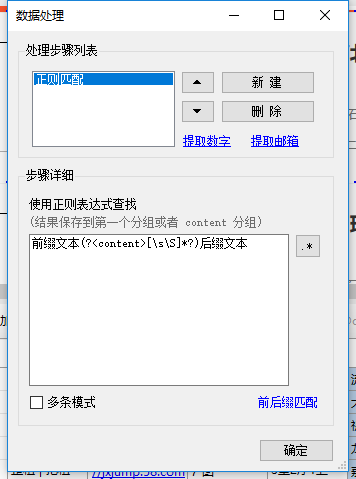 数据处理
处理步骤列表
正则匹配
新 建
删 除
提取数字
提取邮箱
步骤详细
使用正则表达式查找
(结果保存到第一个分组或者 content 分组)
前缀文本(?<content>[\s\S]*?)后缀文本
.*
多条模式
前后缀匹配
确定
//jxjump.58.com